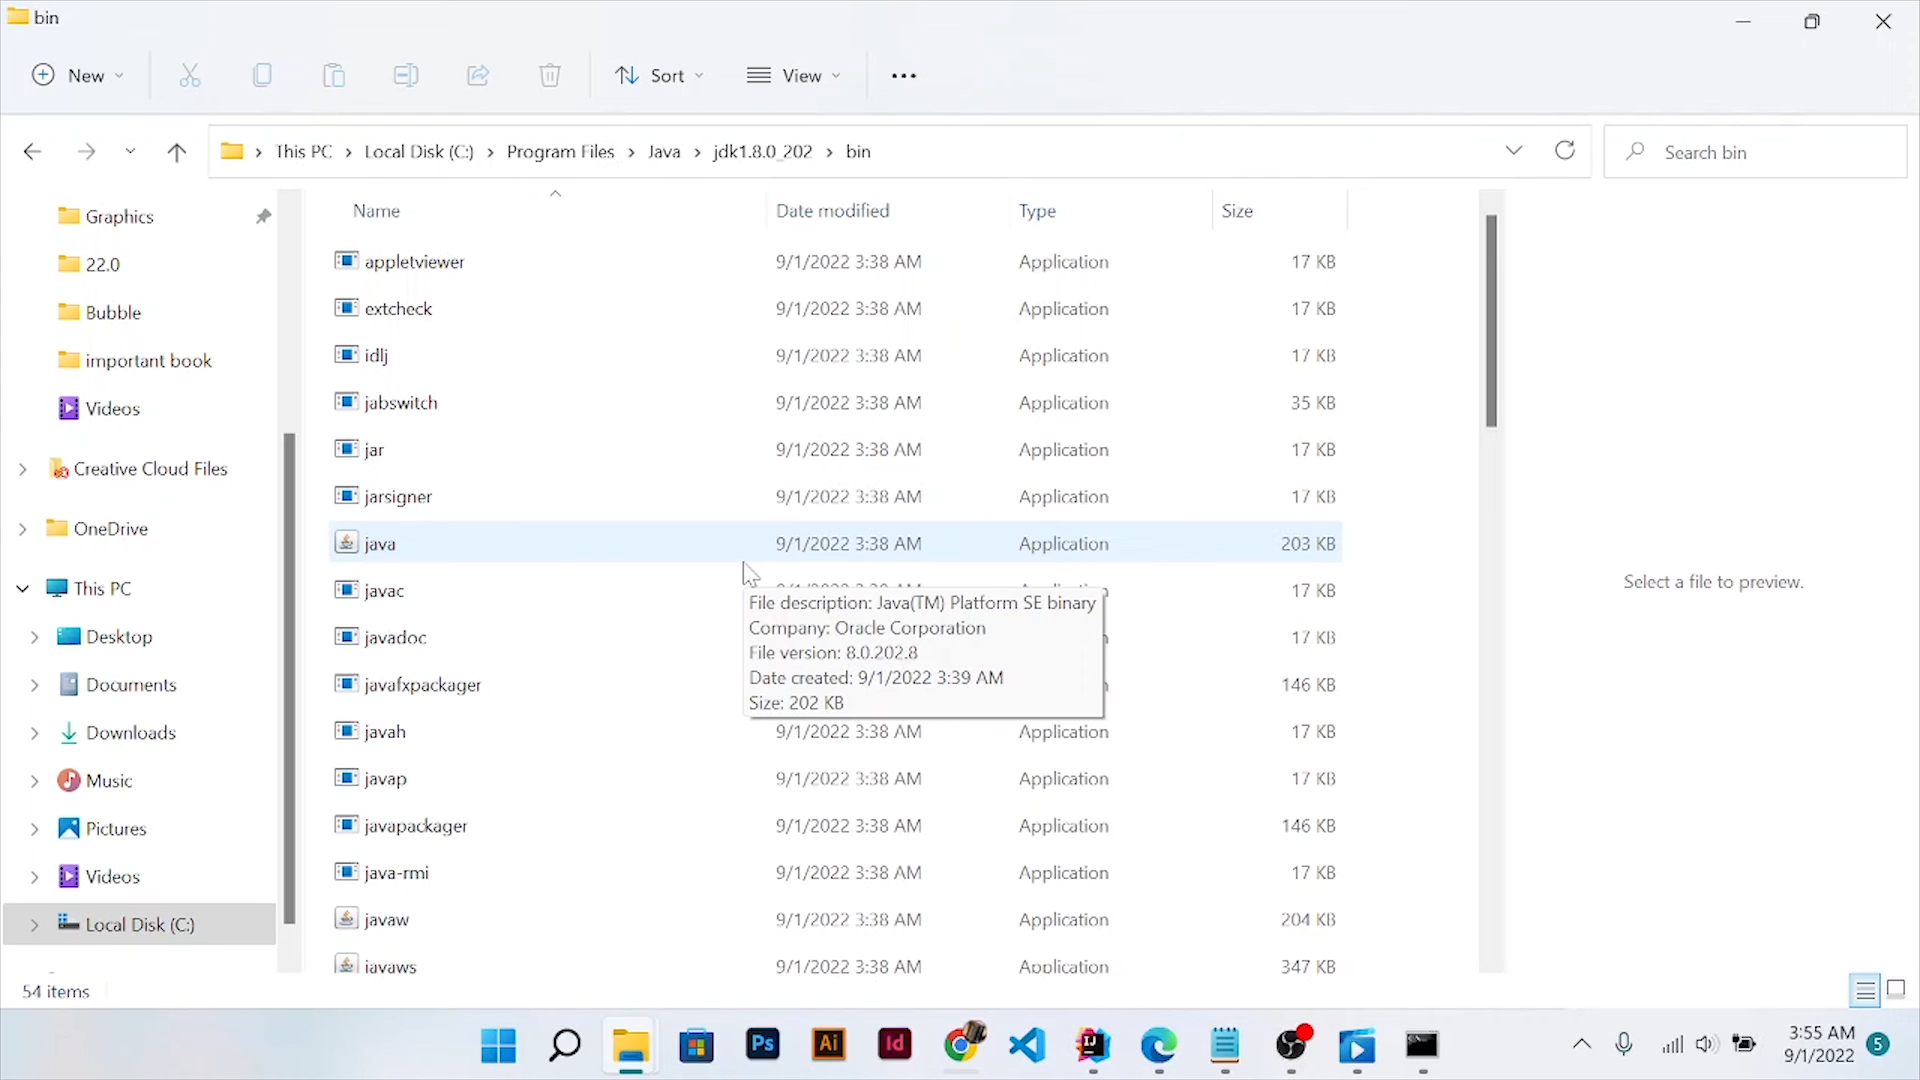 bin
New
Sort
View
This PC
Local Disk (C:)
Program Files
Java
jdk1.8.0_202
bin
Search bin
Graphics
22.0
Bubble
important book
Videos
Creative Cloud Files
OneDrive
This PC
Desktop
Documents
Downloads
Music
Pictures
Videos
Local Disk (C:)
Name Date modified Type Size
appletviewer 9/1/2022 3:38 AM Application 17 KB
extcheck 9/1/2022 3:38 AM Application 17 KB
idlj 9/1/2022 3:38 AM Application 17 KB
jabswitch 9/1/2022 3:38 AM Application 35 KB
jar 9/1/2022 3:38 AM Application 17 KB
jarsigner 9/1/2022 3:38 AM Application 17 KB
java 9/1/2022 3:38 AM Application 203 KB
javac 17 KB
javadoc 17 KB
javafxpackager 146 KB
javah 9/1/2022 3:38 AM Application 17 KB
javap 9/1/2022 3:38 AM Application 17 KB
javapackager 9/1/2022 3:38 AM Application 146 KB
java-rmi 9/1/2022 3:38 AM Application 17 KB
javaw 9/1/2022 3:38 AM Application 204 KB
javaws 9/1/2022 3:38 AM Application 347 KB
File description: Java(TM) Platform SE binary
Company: Oracle Corporation
File version: 8.0.202.8
Date created: 9/1/2022 3:39 AM
Size: 202 KB
Select a file to preview.
54 items
Ps
Ai
Id
IJ
3:55 AM
9/1/2022
5